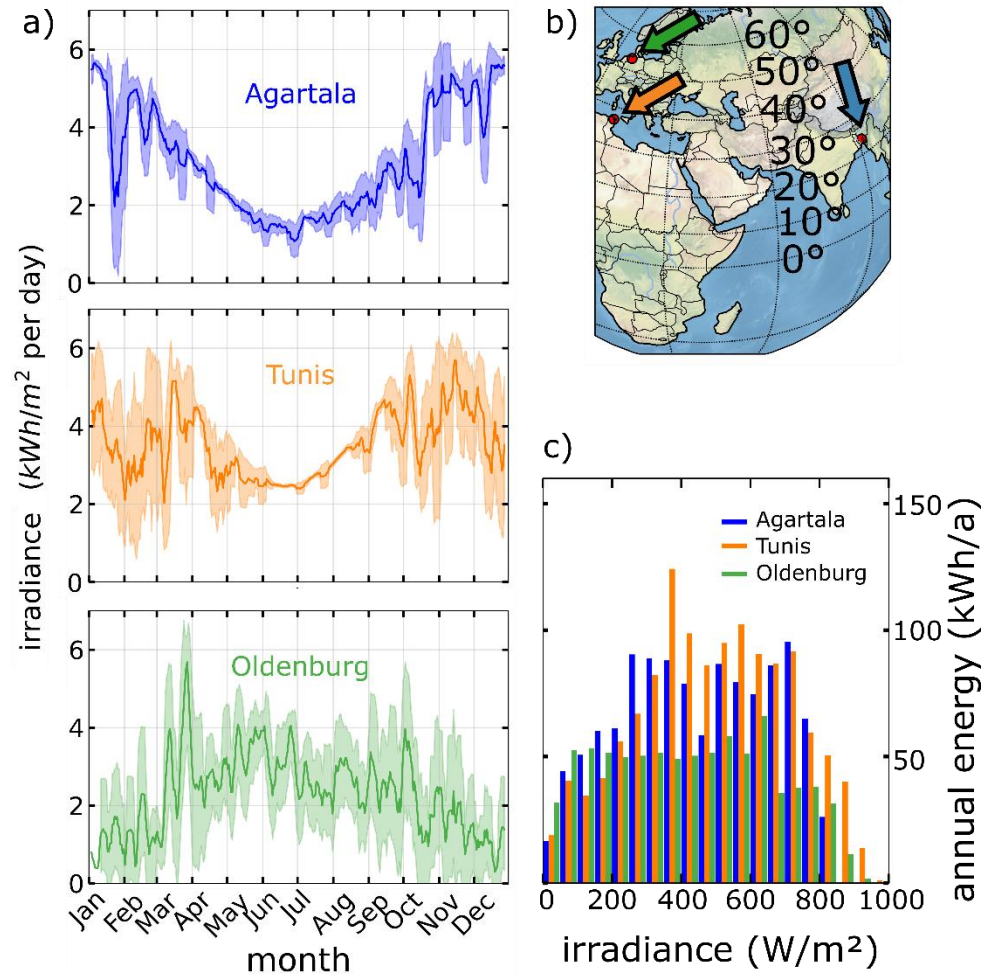 a)
Agartala
6
4
2
0
Tunis
6
4
2
0
Oldenburg
6
4
2
0
irradiance (kWh/m² per day)
Jan Feb Mar Apr May Jun Jul Aug Sep Oct Nov Dec
month
b)
60°
50°
40°
30°
20°
10°
0°
c)
Agartala
Tunis
Oldenburg
150
100
50
0 200 400 600 800 1000
irradiance (W/m²)
annual energy (kWh/a)